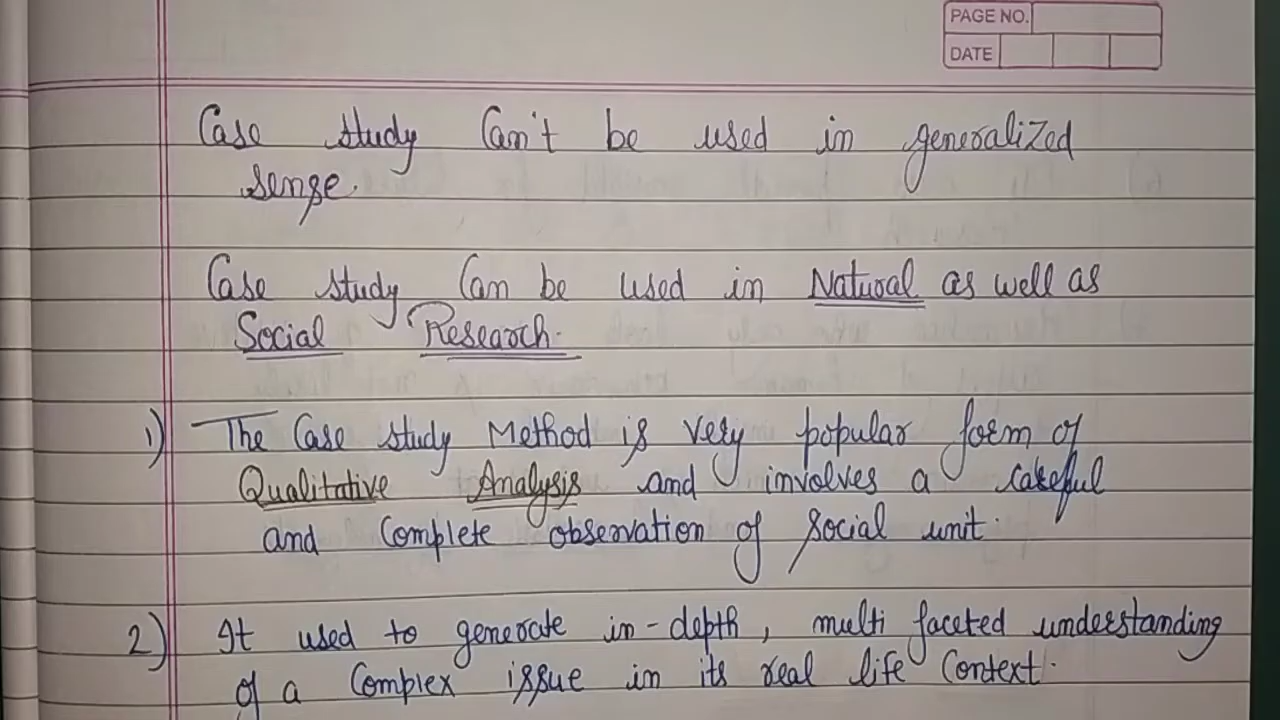 PAGE NO.
DATE
Case study Can't be used in generalized
sense.
Case study Can be used in Natural as well as
Social Research.
1) The Case study Method is very popular form of
Qualitative Analysis and involves a careful
and Complete observation of social unit.
2) It used to generate in-depth, multi faceted understanding
of a Complex issue in its real life Context.